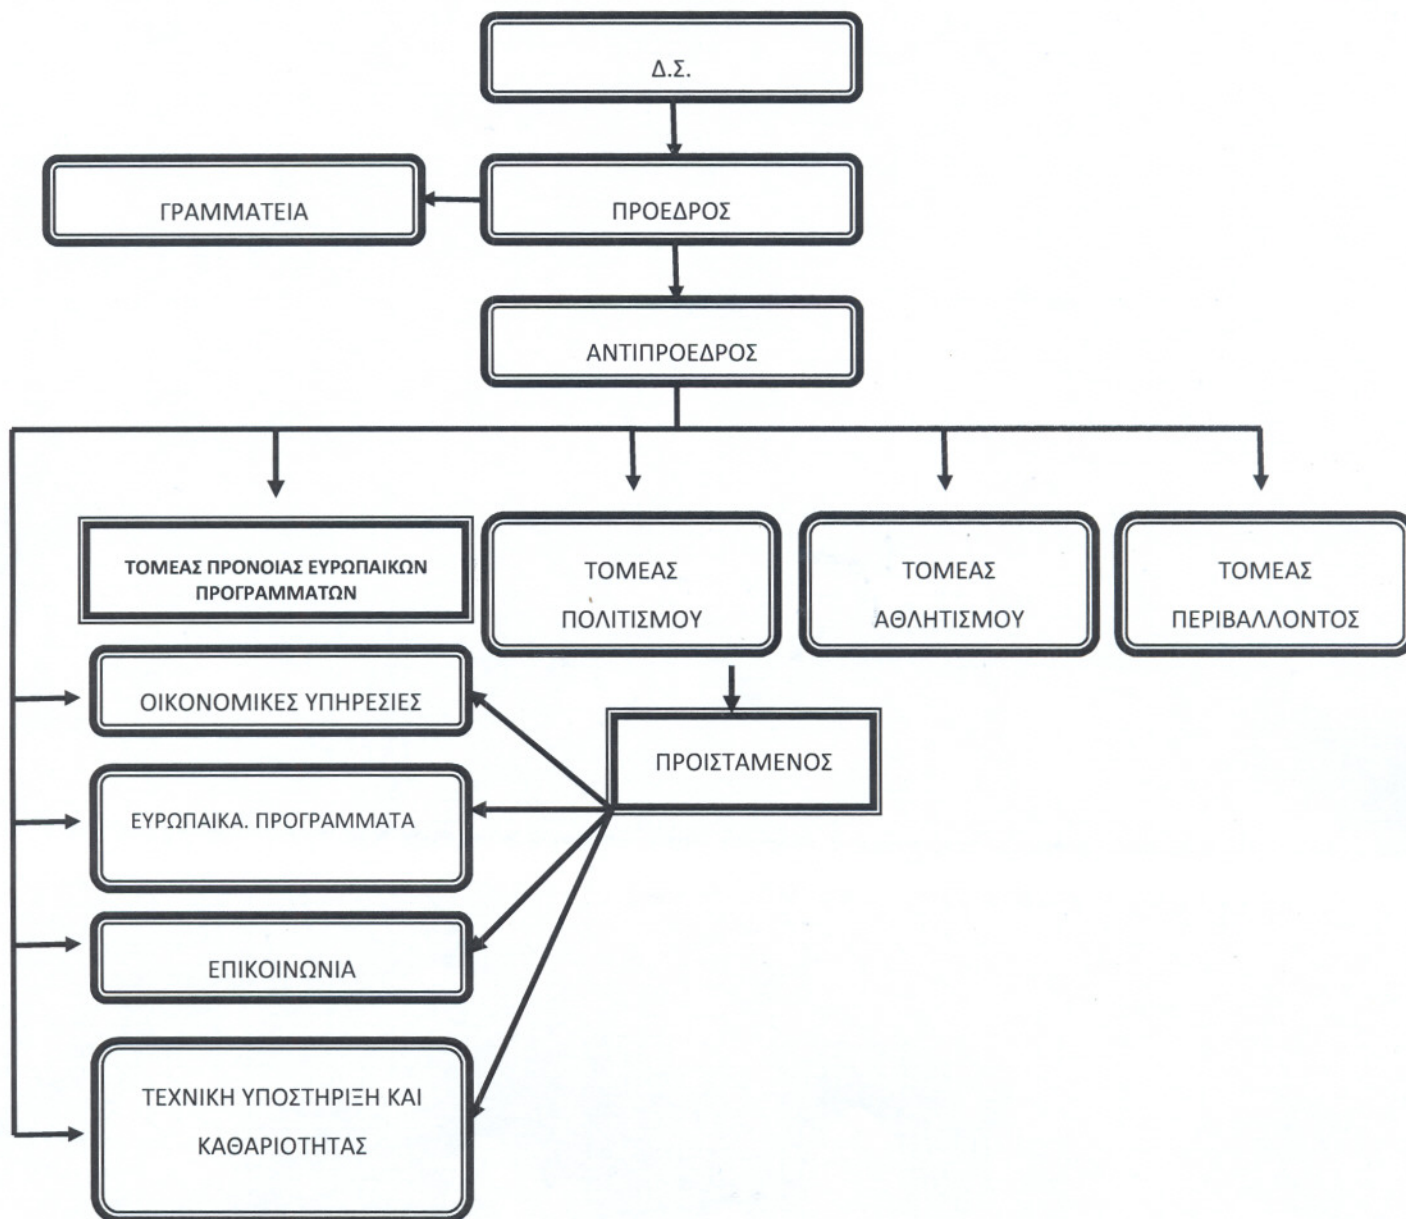 Δ.Σ.
ΓΡΑΜΜΑΤΕΙΑ
ΠΡΟΕΔΡΟΣ
ΑΝΤΙΠΡΟΕΔΡΟΣ
ΤΟΜΕΑΣ ΠΡΟΝΟΙΑΣ ΕΥΡΩΠΑΙΚΩΝ
ΠΡΟΓΡΑΜΜΑΤΩΝ
ΤΟΜΕΑΣ
ΠΟΛΙΤΙΣΜΟΥ
ΤΟΜΕΑΣ
ΑΘΛΗΤΙΣΜΟΥ
ΤΟΜΕΑΣ
ΠΕΡΙΒΑΛΛΟΝΤΟΣ
ΟΙΚΟΝΟΜΙΚΕΣ ΥΠΗΡΕΣΙΕΣ
ΠΡΟΙΣΤΑΜΕΝΟΣ
ΕΥΡΩΠΑΙΚΑ. ΠΡΟΓΡΑΜΜΑΤΑ
ΕΠΙΚΟΙΝΩΝΙΑ
ΤΕΧΝΙΚΗ ΥΠΟΣΤΗΡΙΞΗ ΚΑΙ
ΚΑΘΑΡΙΟΤΗΤΑΣ